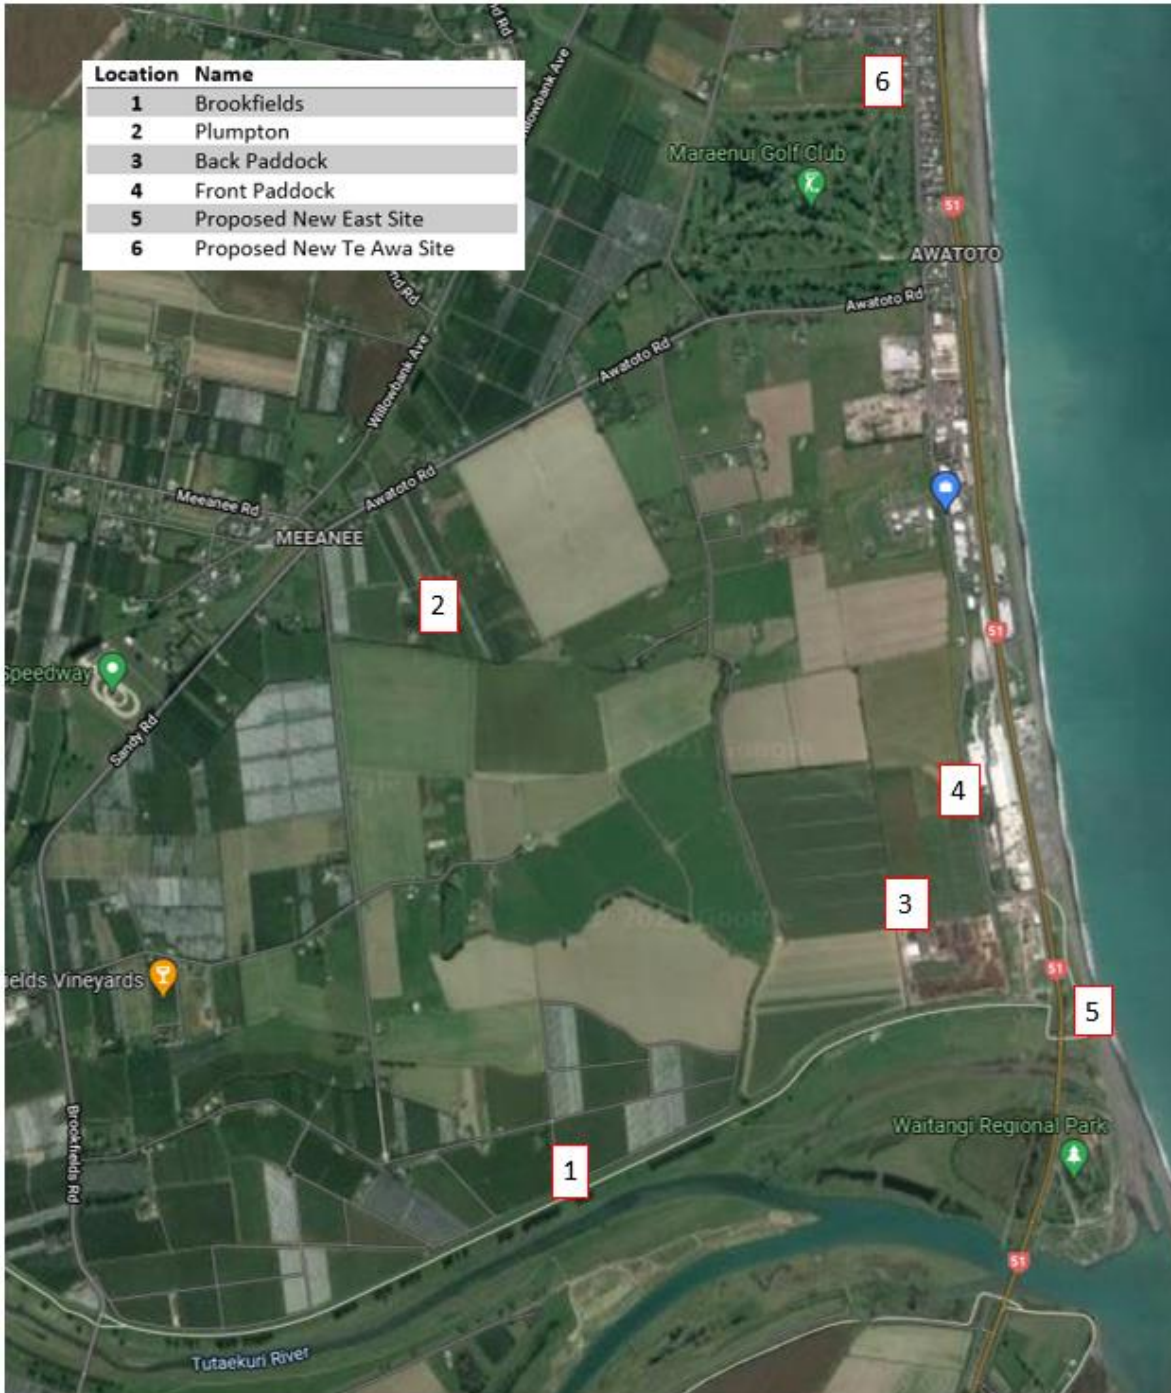 Location Name
1 Brookfields
2 Plumpton
3 Back Paddock
4 Front Paddock
5 Proposed New East Site
6 Proposed New Te Awa Site
6
Maraenui Golf Club
51
AWATOTO
Awatoto Rd
Willowbank Ave
Awatoto Rd
Awatoto Rd
Meeanee Rd
MEEANEE
2
51
Speedway
Sandy Rd
4
3
51
ields Vineyards
5
Waitangi Regional Park
Brookfields Rd
1
51
Tutaekuri River